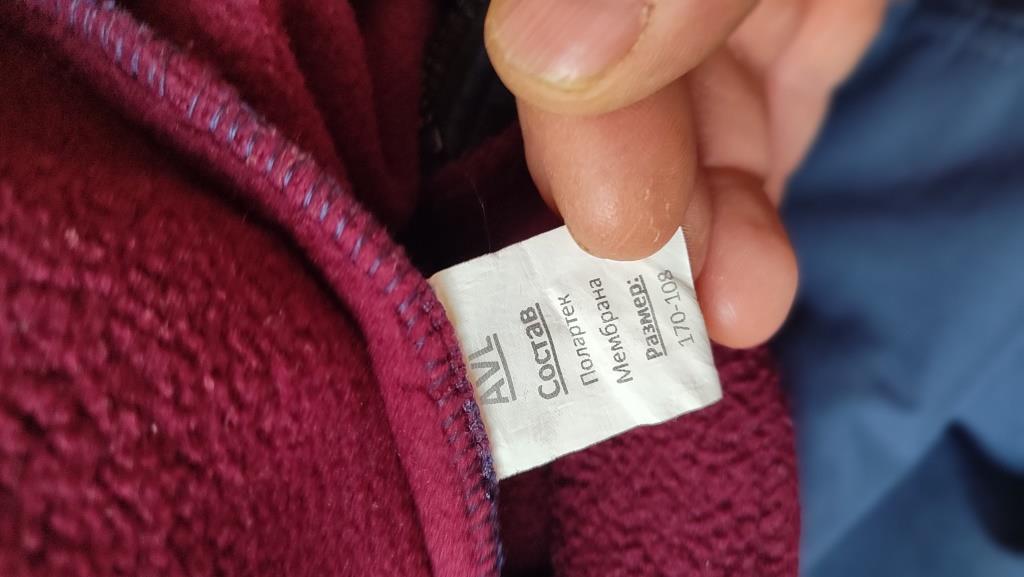 AVL
Состав
Полартек
Мембрана
Размер:
170-108